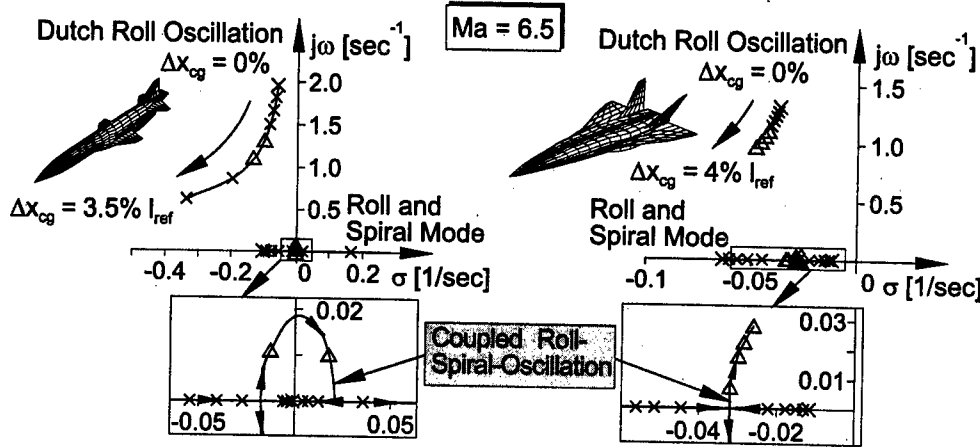 Ma = 6.5
Dutch Roll Oscillation
Δx_cg = 0%
jω [sec⁻¹]
2.0
1.5
1.0
0.5
Δx_cg = 3.5% l_ref
Roll and
Spiral Mode
-0.4
-0.2
0
0.2
σ [1/sec]
0.02
-0.05
0.05
Coupled Roll-
Spiral-Oscillation
Dutch Roll Oscillation
Δx_cg = 0%
jω [sec⁻¹]
1.5
1.0
0.5
Δx_cg = 4% l_ref
Roll and
Spiral Mode
-0.1
-0.05
0
σ [1/sec]
0.03
0.01
-0.04
-0.02